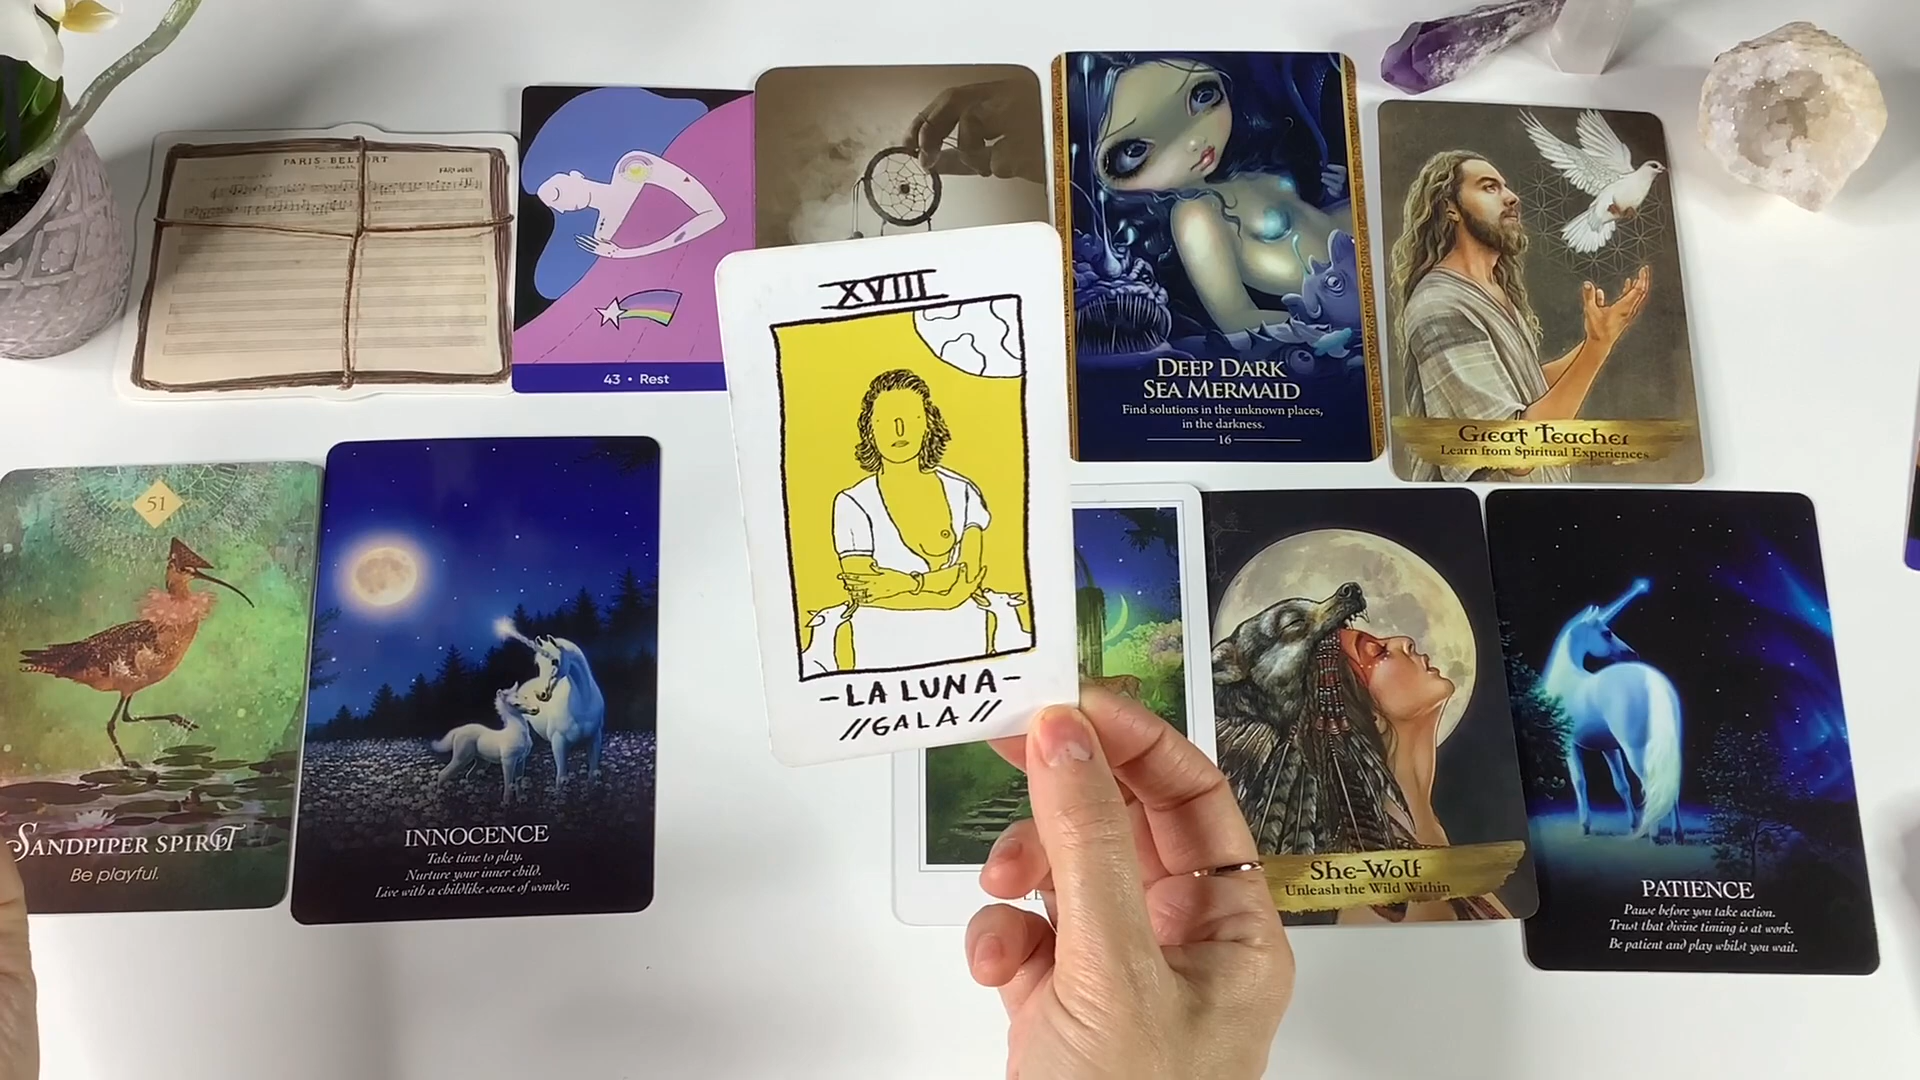 PARIS-BELFORT
43 • Rest
XVIII
-LA LUNA-
//GALA//
DEEP DARK
SEA MERMAID
Find solutions in the unknown places,
in the darkness.
16
Great Teacher
Learn from Spiritual Experiences
51
SANDPIPER SPIRIT
Be playful.
INNOCENCE
Take time to play.
Nurture your inner child.
Live with a childlike sense of wonder.
She-Wolf
Unleash the Wild Within
PATIENCE
Pause before you take action.
Trust that divine timing is at work.
Be patient and play whilst you wait.